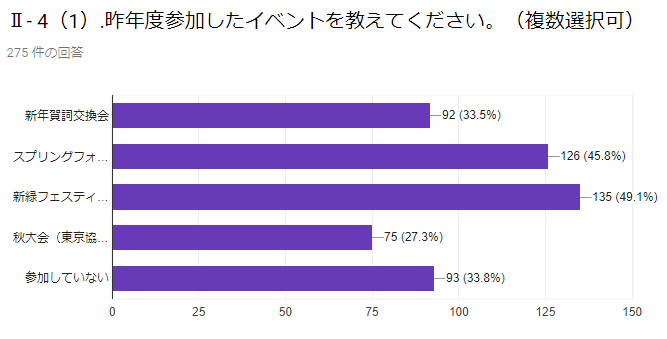 Ⅱ- 4（1）.昨年度参加したイベントを教えてください。（複数選択可）
275 件の回答
新年賀詞交換会
92 (33.5%)
スプリングフォ...
126 (45.8%)
新緑フェスティ...
135 (49.1%)
秋大会（東京協...
75 (27.3%)
参加していない
93 (33.8%)
0 25 50 75 100 125 150